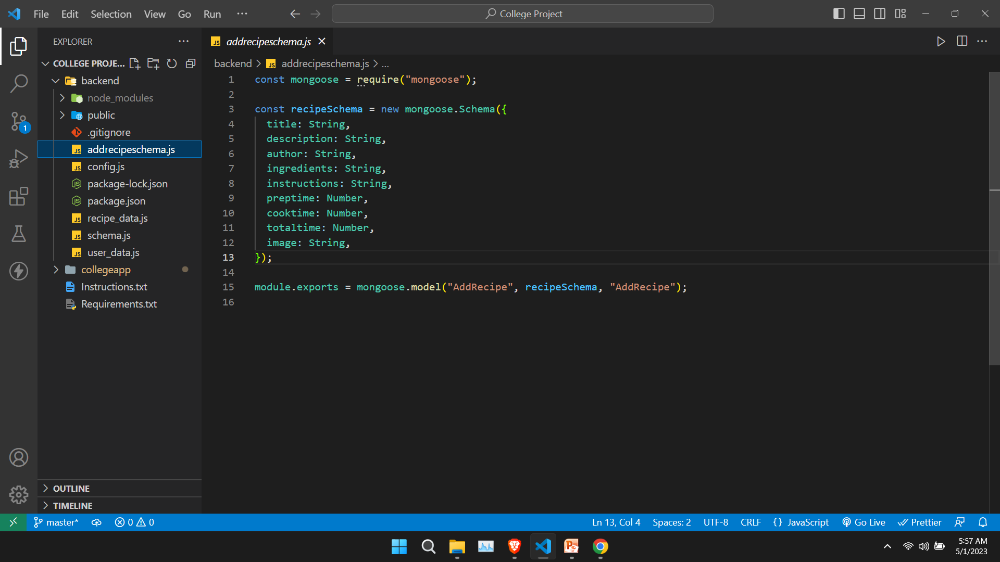 File Edit Selection View Go Run ...
College Project
EXPLORER
COLLEGE PROJE...
backend
node_modules
public
.gitignore
addrecipeschema.js
config.js
package-lock.json
package.json
recipe_data.js
schema.js
user_data.js
collegeapp
Instructions.txt
Requirements.txt
OUTLINE
TIMELINE
1
addrecipeschema.js
backend > JS addrecipeschema.js > ...
1 const mongoose = require("mongoose");
2
3 const recipeSchema = new mongoose.Schema({
4 title: String,
5 description: String,
6 author: String,
7 ingredients: String,
8 instructions: String,
9 preptime: Number,
10 cooktime: Number,
11 totaltime: Number,
12 image: String,
13 });
14
15 module.exports = mongoose.model("AddRecipe", recipeSchema, "AddRecipe");
16
master* 0 0 Ln 13, Col 4 Spaces: 2 UTF-8 CRLF {} JavaScript Go Live Prettier
5:57 AM
5/1/2023